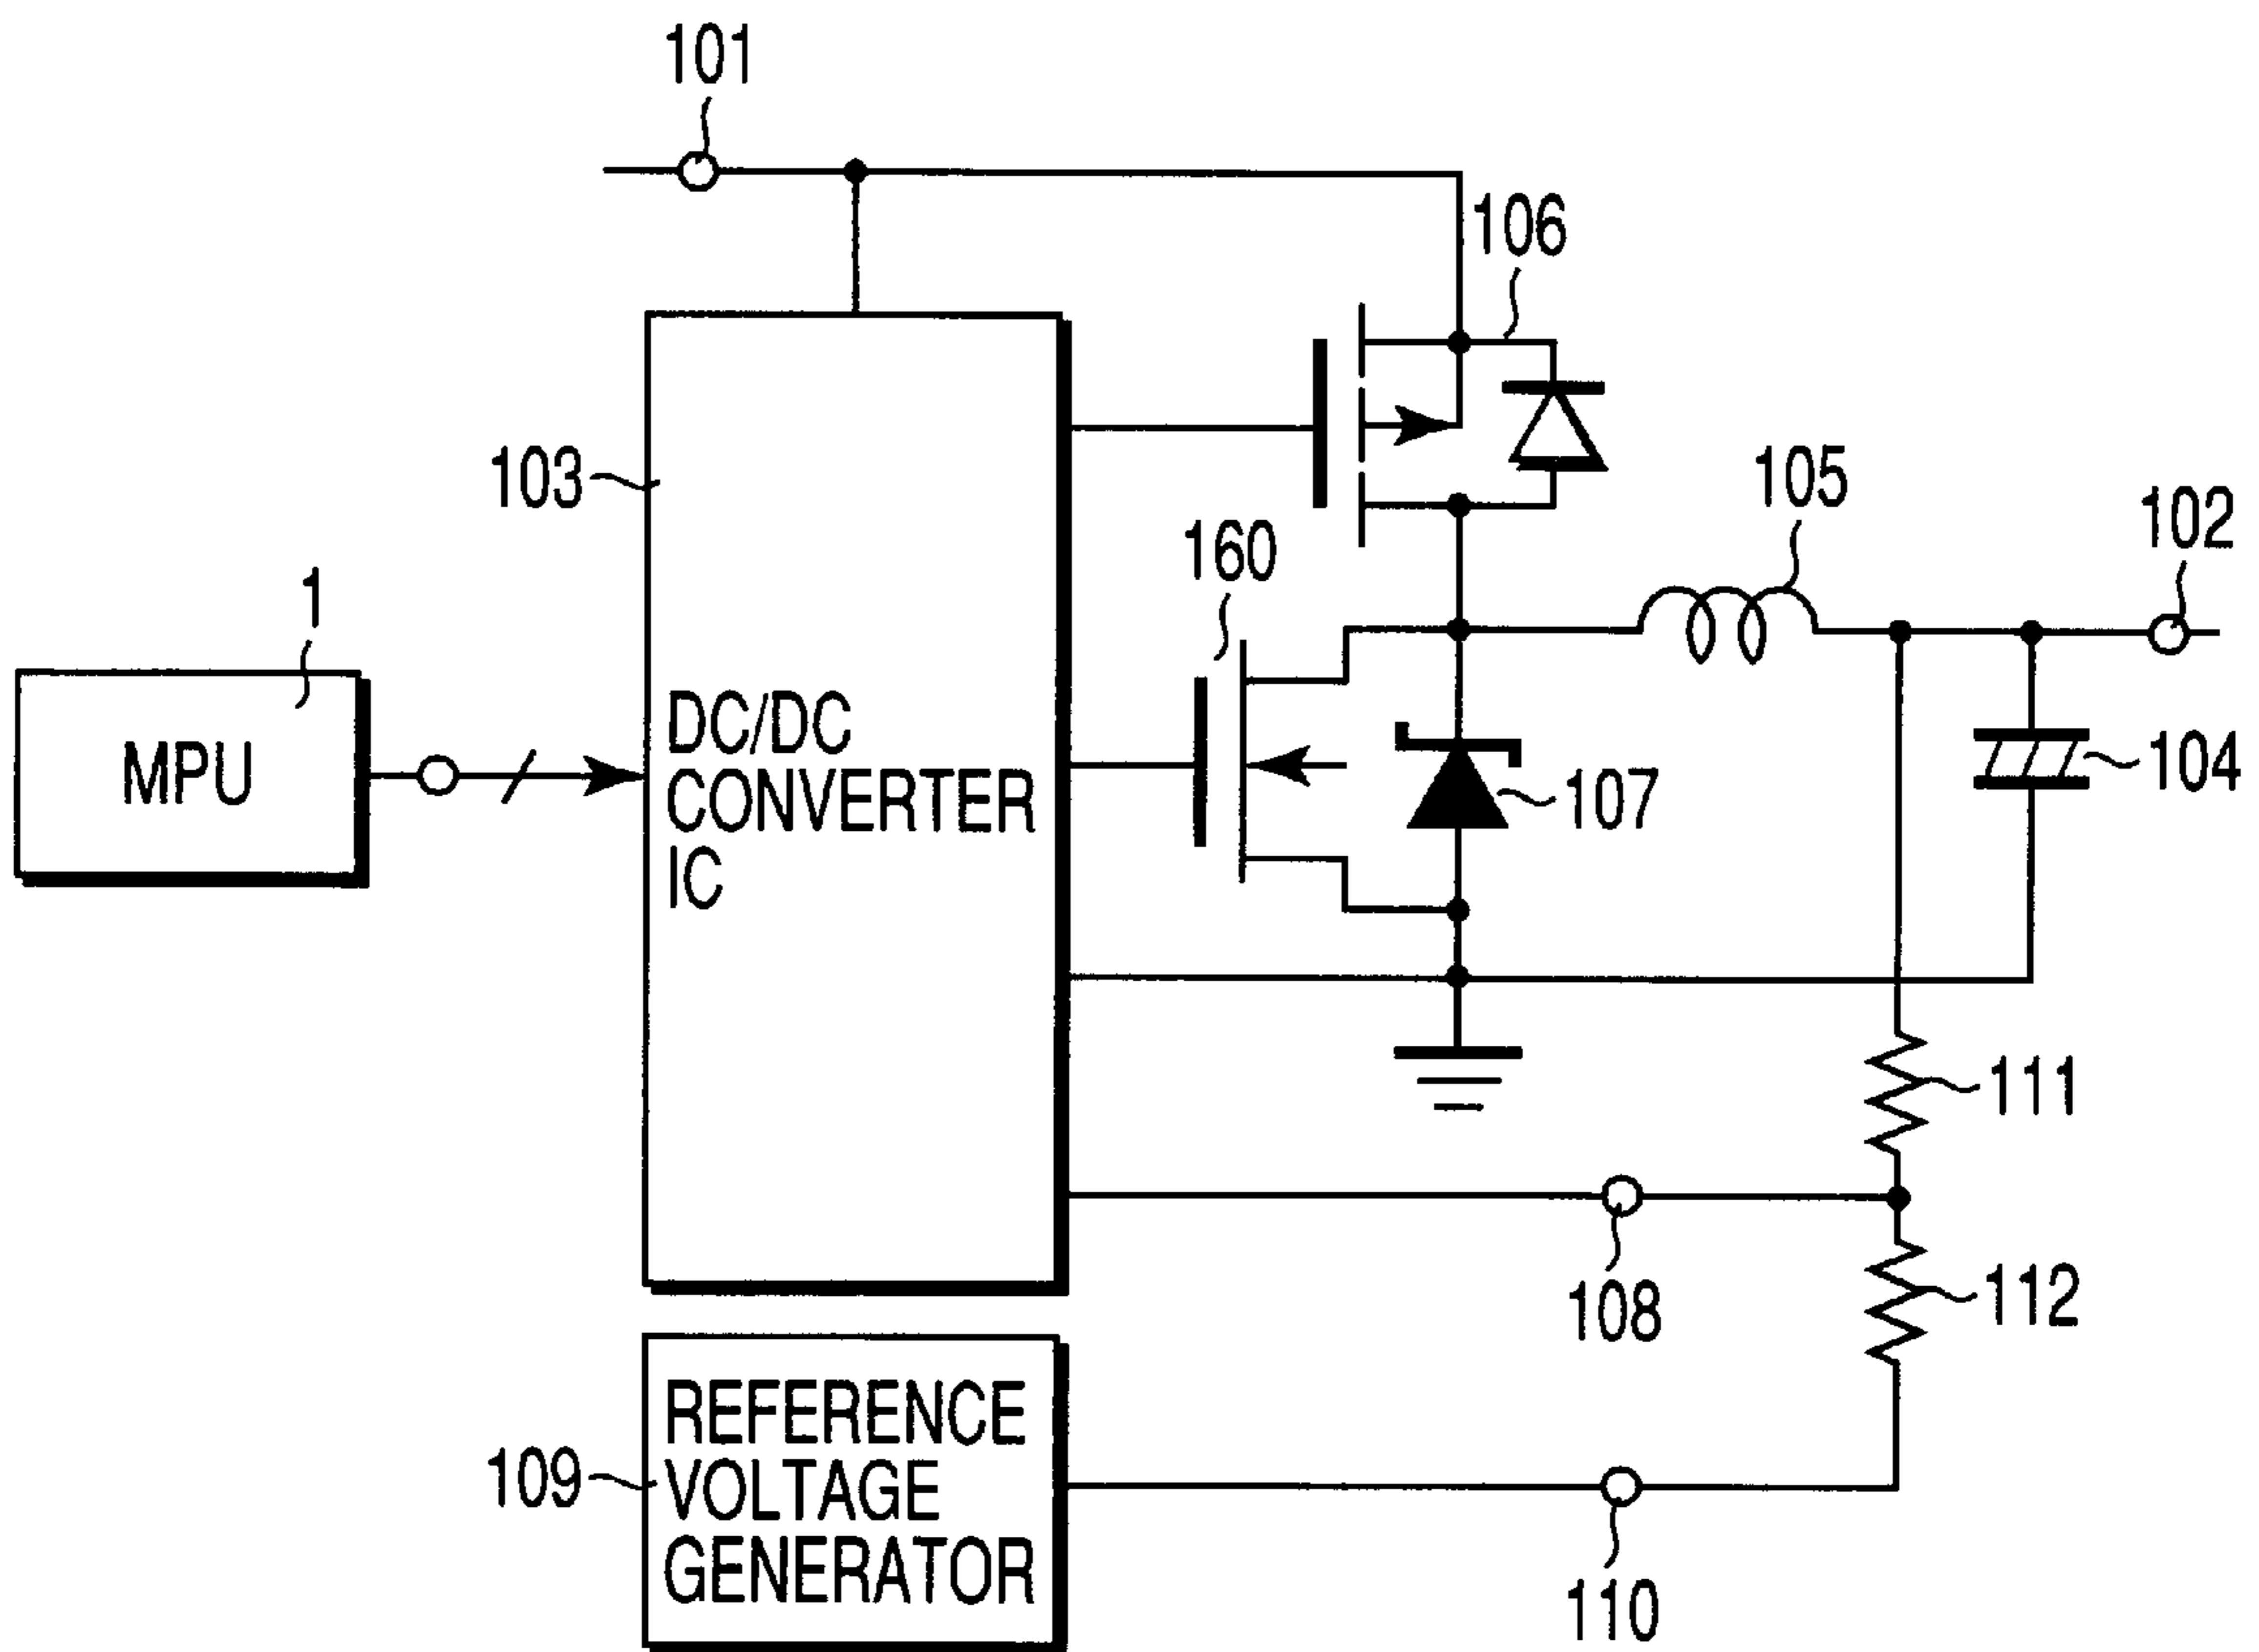 101
106
103
105
102
160
1
MPU
DC/DC
CONVERTER
IC
107
104
111
108
112
109
REFERENCE
VOLTAGE
GENERATOR
110